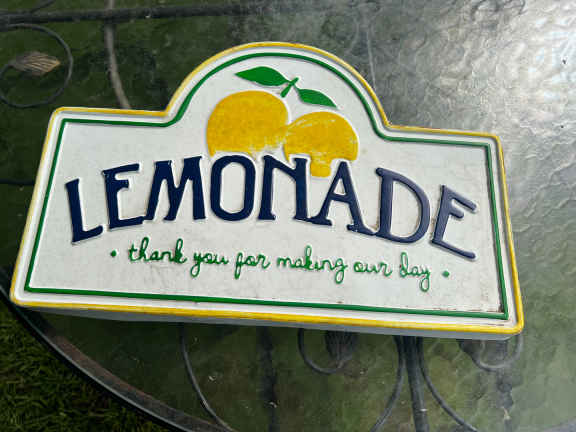 LEMONADE
• thank you for making our day •